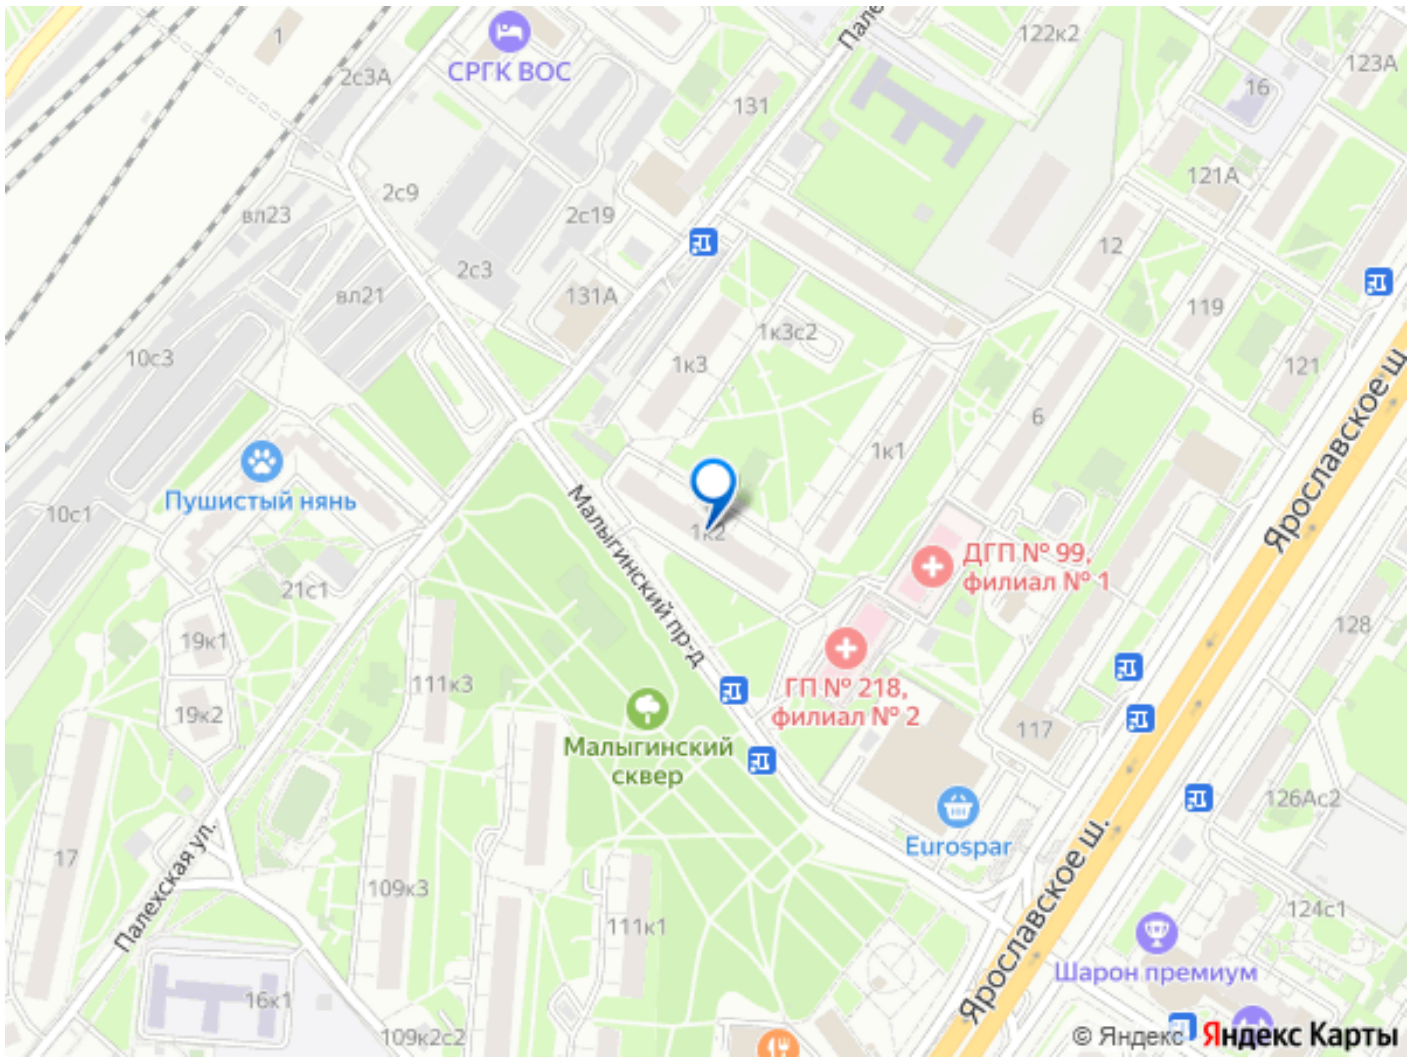 1
2с3А
СРГК ВОС
Пале
122к2
123А
16
131
121А
2с9
2с19
вл23
12
2с3
вл21
131А
119
1к3с2
10с3
1к3
121
6
1к1
Ярославское ш.
Пушистый нянь
10с1
Малыгинский пр-д
1к2
ДГП № 99,
филиал № 1
21с1
19к1
128
111к3
ГП № 218,
филиал № 2
19к2
117
Малыгинский
сквер
126Ас2
Eurospar
17
Палехская ул.
109к3
Ярославское ш.
111к1
124с1
Шарон премиум
16к1
109к2с2
© Яндекс
Яндекс Карты